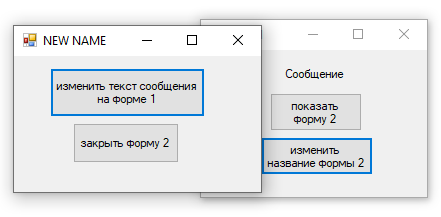 NEW NAME
изменить текст сообщения
на форме 1
закрыть форму 2
Сообщение
показать
форму 2
изменить
название формы 2